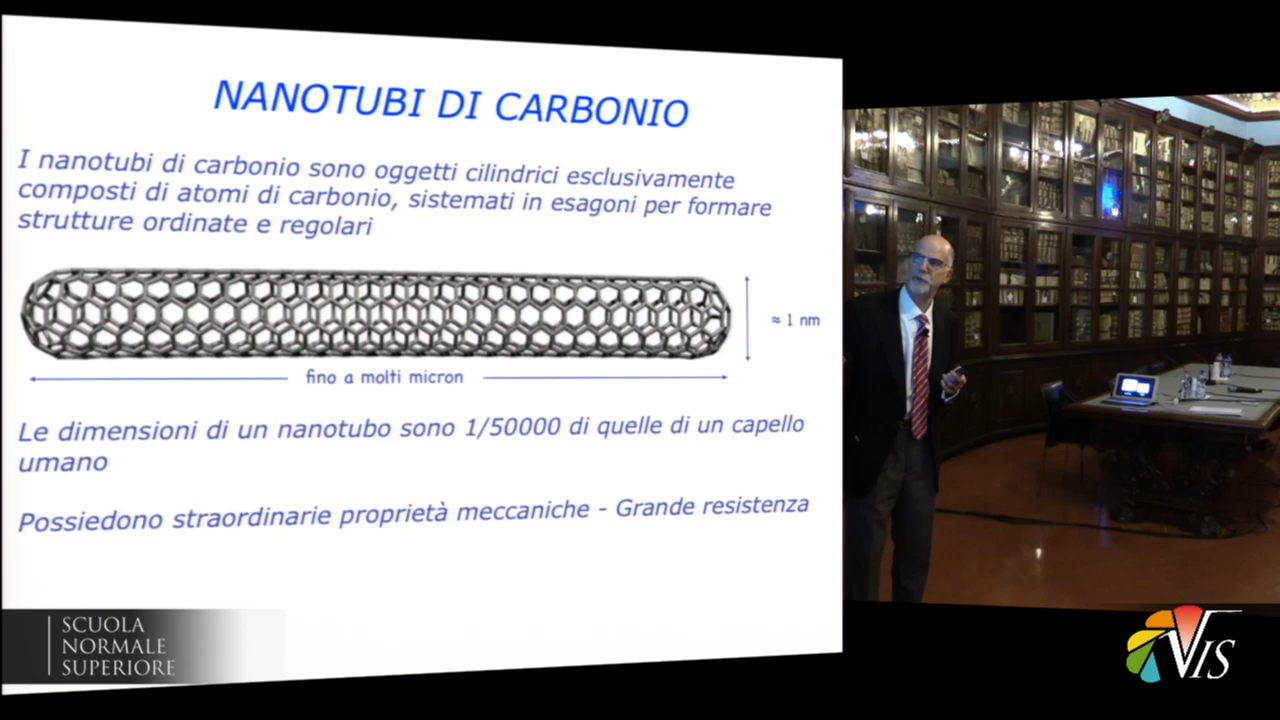 NANOTUBI DI CARBONIO
I nanotubi di carbonio sono oggetti cilindrici esclusivamente
composti di atomi di carbonio, sistemati in esagoni per formare
strutture ordinate e regolari
≈ 1 nm
fino a molti micron
Le dimensioni di un nanotubo sono 1/50000 di quelle di un capello
umano
Possiedono straordinarie proprietà meccaniche - Grande resistenza
SCUOLA
NORMALE
SUPERIORE
VIS